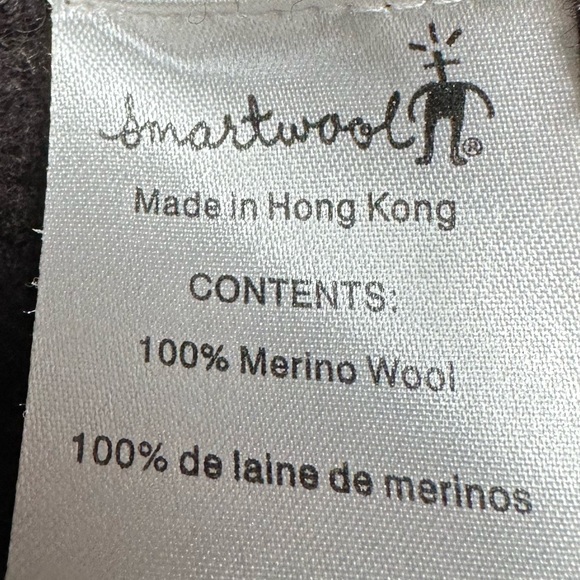 smartwool®
Made in Hong Kong
CONTENTS:
100% Merino Wool
100% de laine de merinos